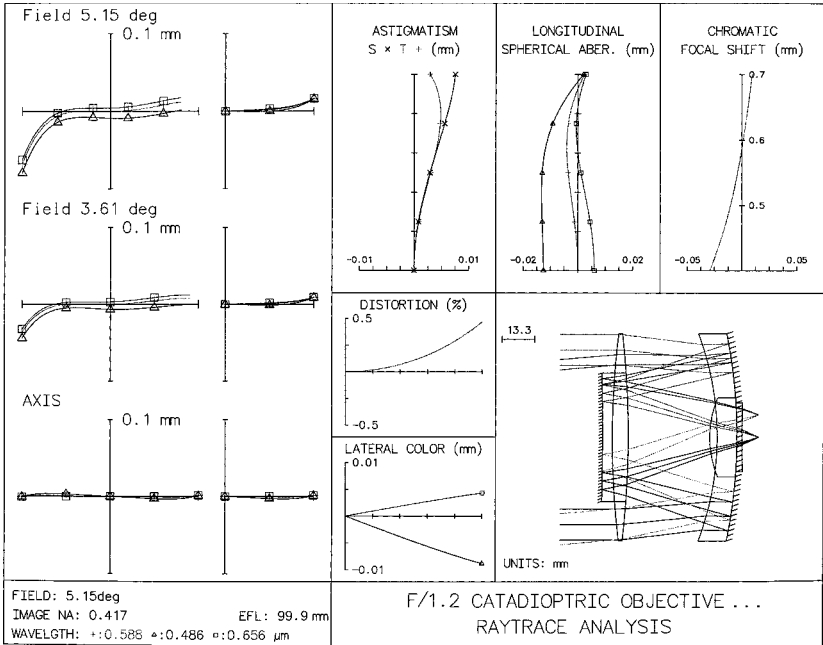 Field 5.15 deg
0.1 mm
Field 3.61 deg
0.1 mm
AXIS
0.1 mm
ASTIGMATISM
S × T + (mm)
-0.01
0.01
LONGITUDINAL
SPHERICAL ABER. (mm)
-0.02
0.02
CHROMATIC
FOCAL SHIFT (mm)
0.7
0.6
0.5
-0.05
0.05
DISTORTION (%)
0.5
-0.5
LATERAL COLOR (mm)
0.01
-0.01
13.3
UNITS: mm
FIELD: 5.15deg
IMAGE NA: 0.417 EFL: 99.9 mm
WAVELGTH: +:0.588 ▵:0.486 ▫:0.656 µm
F/1.2 CATADIOPTRIC OBJECTIVE ...
RAYTRACE ANALYSIS